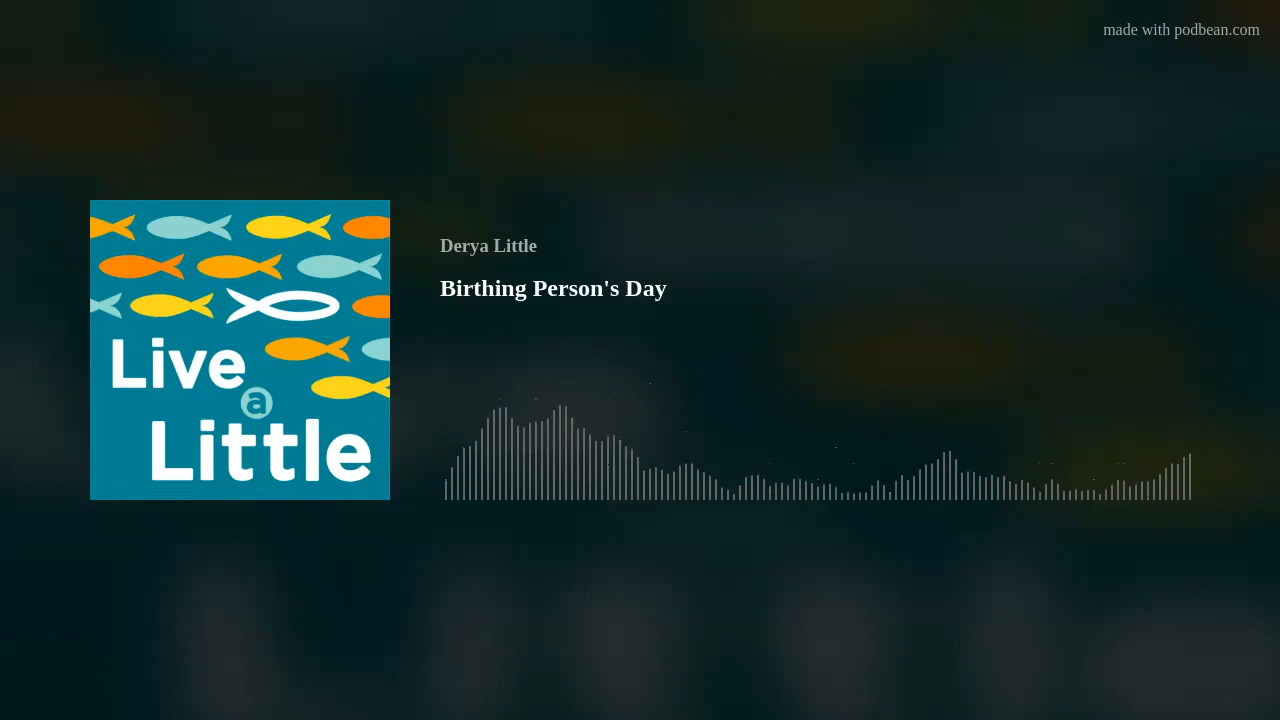 made with podbean.com
Derya Little
Birthing Person's Day
Live
a
Little